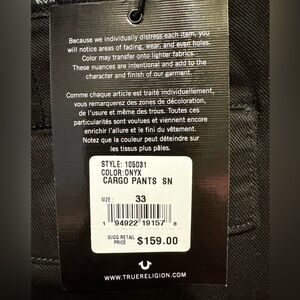 Because we individually distress each item, you
will notice areas of fading, wear, and even holes.
Color may transfer onto lighter fabrics.
These nuances are intentional and add to the
character and finish of our garment.
Comme chaque article est traité individuellement,
vous remarquerez des zones de décoloration,
de l'usure et même des trous. Toutes ces
particularités sont voulues et viennent encore
enrichir l'allure et le fini du vêtement.
Notez que la couleur peut déteindre sur
les tissus plus pâles.
STYLE: 105031
COLOR:ONYX
CARGO PANTS SN
SIZE: 33
1 94922 19157 8
SUGG RETAIL
PRICE $159.00
WWW.TRUERELIGION.COM